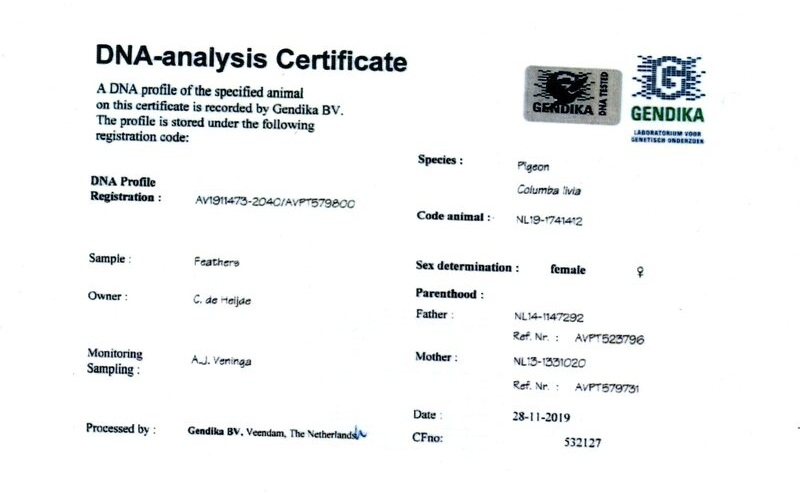 DNA-analysis Certificate
A DNA profile of the specified animal
on this certificate is recorded by Gendika BV.
The profile is stored under the following
registration code:
GENDIKA
DNA TESTED
GENDIKA
LABORATORIUM VOOR
GENETISCH ONDERZOEK
DNA Profile
Registration : AV1911473-2040/AVPT579800
Sample : Feathers
Owner : C. de Heijde
Monitoring
Sampling : A.J. Veninga
Processed by : Gendika BV, Veendam, The Netherlands
Species : Pigeon
Columba livia
Code animal : NL19-1741412
Sex determination : female ♀
Parenthood :
Father : NL14-1147292
Ref. Nr. : AVPT523796
Mother : NL13-1331020
Ref. Nr. : AVPT579731
Date : 28-11-2019
CFno: 532127